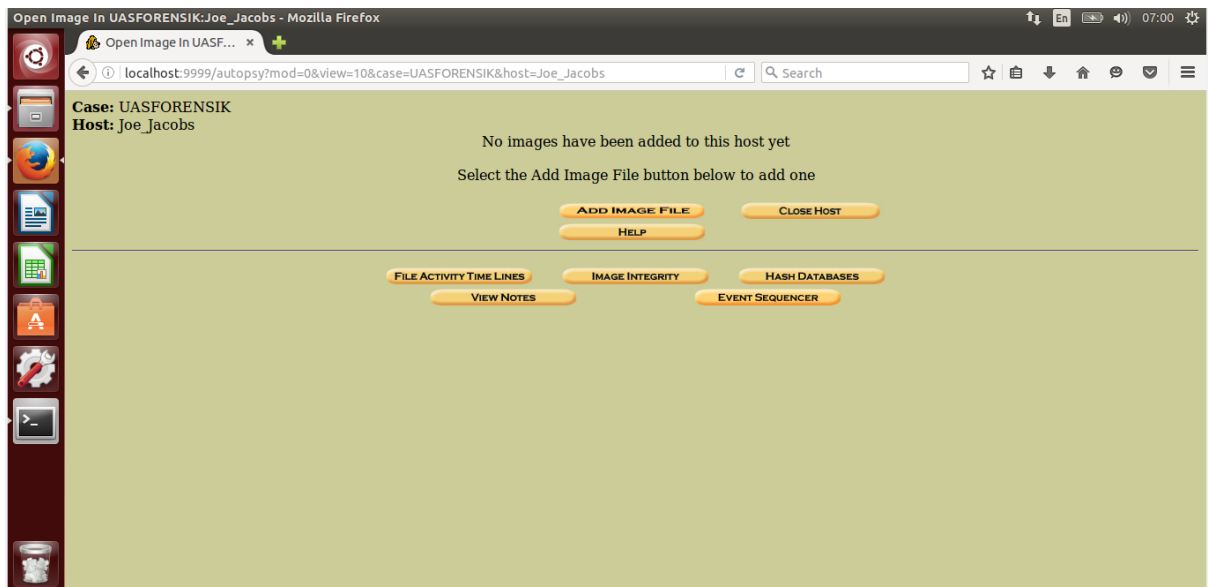 Open Image In UASFORENSIK:Joe_Jacobs - Mozilla Firefox En 07:00
Open Image In UASF... ×
localhost:9999/autopsy?mod=0&view=10&case=UASFORENSIK&host=Joe_Jacobs Search
Case: UASFORENSIK
Host: Joe_Jacobs
No images have been added to this host yet
Select the Add Image File button below to add one
ADD IMAGE FILE CLOSE HOST
HELP
FILE ACTIVITY TIME LINES IMAGE INTEGRITY HASH DATABASES
VIEW NOTES EVENT SEQUENCER